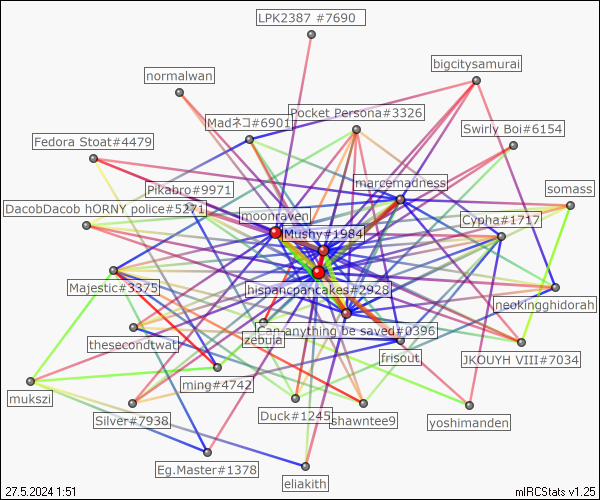 LPK2387 #7690
bigcitysamurai
normalwan
Pocket Persona#3326
Madネコ#6901
Swirly Boi#6154
Fedora Stoat#4479
marcemadness
Pikabro#9971
somass
DacobDacob hORNY police#5271
moonraven
Cypha#1717
Mushy#1984
Majestic#3375
hispancpancakes#2928
neokingghidorah
Can anything be saved#0396
thesecondtwat
zebula
frisout
JKOUYH VIII#7034
ming#4742
mukszi
Silver#7938
Duck#1245
shawntee9
yoshimanden
Eg.Master#1378
eliakith
27.5.2024 1:51
mIRCStats v1.25